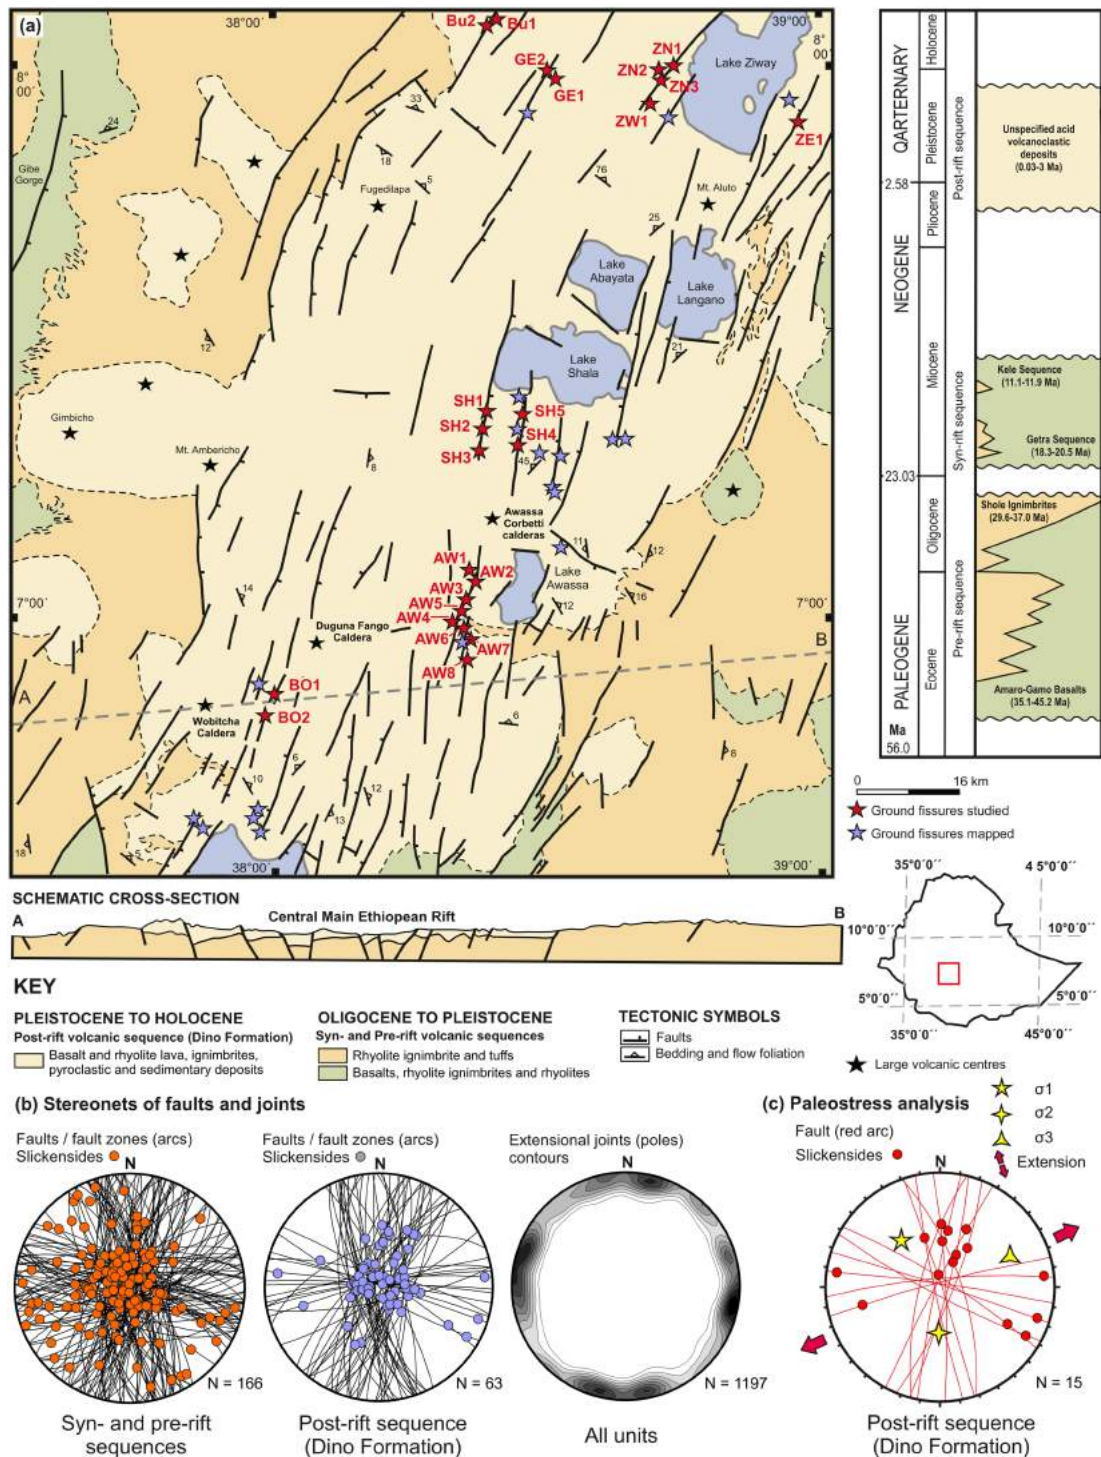 (a)
38°00´
39°00´
8°
00´
8°
00´
Bu2
Bu1
GE2
GE1
ZN1
ZN2
ZN3
ZW1
ZE1
Lake Ziway
24
33
18
5
76
25
Gibe
Gorge
Fugedilapa
Mt. Aluto
Lake
Abayata
Lake
Langano
12
21
Lake
Shala
Gimbicho
Mt. Ambericho
SH1
SH2
SH3
SH5
SH4
45
8
Awassa
Corbetti
calderas
11
12
AW1
AW2
AW3
AW5
AW4
AW6
AW7
AW8
Lake
Awassa
12
16
14
7°00´
7°00´
Duguna Fango
Caldera
A
B
BO1
BO2
Wobitcha
Caldera
6
6
8
10
12
13
18
5
38°00´
39°00´
QARTERNARY
NEOGENE
PALEOGENE
Holocene
Pleistocene
Pliocene
Miocene
Oligocene
Eocene
2.58
23.03
Ma
56.0
Post-rift sequence
Syn-rift sequence
Pre-rift sequence
Unspecified acid
volcanoclastic
deposits
(0.03-3 Ma)
Kele Sequence
(11.1-11.9 Ma)
Getra Sequence
(18.3-20.5 Ma)
Shole Ignimbrites
(29.6-37.0 Ma)
Amaro-Gamo Basalts
(35.1-45.2 Ma)
0 16 km
Ground fissures studied
Ground fissures mapped
35°0´0´´
4 5°0´0´´
10°0´0´´
10°0´0´´
5°0´0´´
5°0´0´´
35°0´0´´
45°0´0´´
SCHEMATIC CROSS-SECTION
A
Central Main Ethiopean Rift
B
KEY
PLEISTOCENE TO HOLOCENE
Post-rift volcanic sequence (Dino Formation)
Basalt and rhyolite lava, ignimbrites,
pyroclastic and sedimentary deposits
OLIGOCENE TO PLEISTOCENE
Syn- and Pre-rift volcanic sequences
Rhyolite ignimbrite and tuffs
Basalts, rhyolite ignimbrites and rhyolites
TECTONIC SYMBOLS
Faults
Bedding and flow foliation
Large volcanic centres
(b) Stereonets of faults and joints
Faults / fault zones (arcs)
Slickensides
N
N = 166
Syn- and pre-rift
sequences
Faults / fault zones (arcs)
Slickensides
N
N = 63
Post-rift sequence
(Dino Formation)
Extensional joints (poles)
contours
N
N = 1197
All units
(c) Paleostress analysis
σ1
σ2
σ3
Extension
Fault (red arc)
Slickensides
N
N = 15
Post-rift sequence
(Dino Formation)